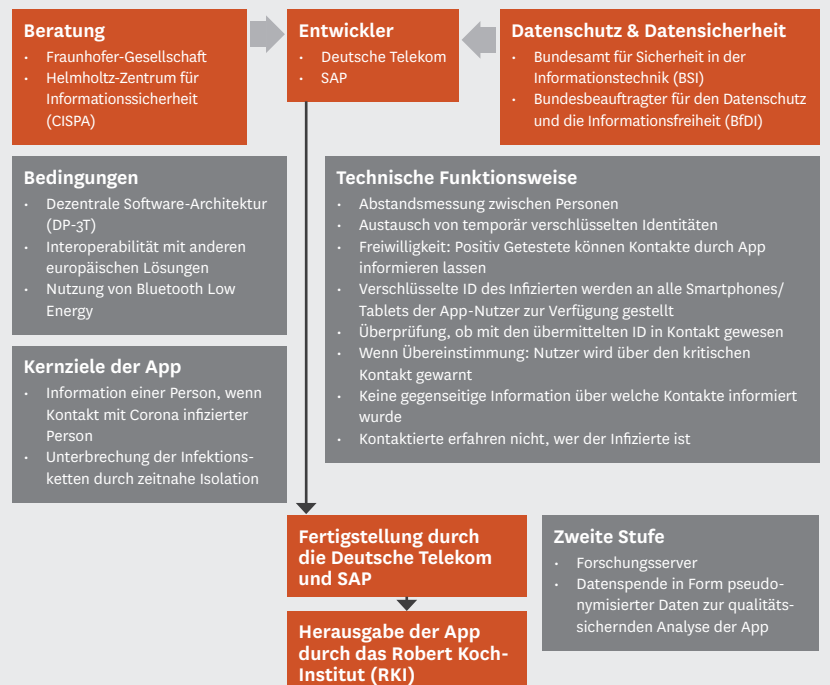 Beratung
· Fraunhofer-Gesellschaft
· Helmholtz-Zentrum für
Informationssicherheit
(CISPA)
Entwickler
· Deutsche Telekom
· SAP
Datenschutz & Datensicherheit
· Bundesamt für Sicherheit in der
Informationstechnik (BSI)
· Bundesbeauftragter für den Datenschutz
und die Informationsfreiheit (BfDI)
Bedingungen
· Dezentrale Software-Architektur
(DP-3T)
· Interoperabilität mit anderen
europäischen Lösungen
· Nutzung von Bluetooth Low
Energy
Technische Funktionsweise
· Abstandsmessung zwischen Personen
· Austausch von temporär verschlüsselten Identitäten
· Freiwilligkeit: Positiv Getestete können Kontakte durch App
informieren lassen
· Verschlüsselte ID des Infizierten werden an alle Smartphones/
Tablets der App-Nutzer zur Verfügung gestellt
· Überprüfung, ob mit den übermittelten ID in Kontakt gewesen
· Wenn Übereinstimmung: Nutzer wird über den kritischen
Kontakt gewarnt
· Keine gegenseitige Information über welche Kontakte informiert
wurde
· Kontaktierte erfahren nicht, wer der Infizierte ist
Kernziele der App
· Information einer Person, wenn
Kontakt mit Corona infizierter
Person
· Unterbrechung der Infektions-
ketten durch zeitnahe Isolation
Fertigstellung durch
die Deutsche Telekom
und SAP
Zweite Stufe
· Forschungsserver
· Datenspende in Form pseudo-
nymisierter Daten zur qualitäts-
sichernden Analyse der App
Herausgabe der App
durch das Robert Koch-
Institut (RKI)